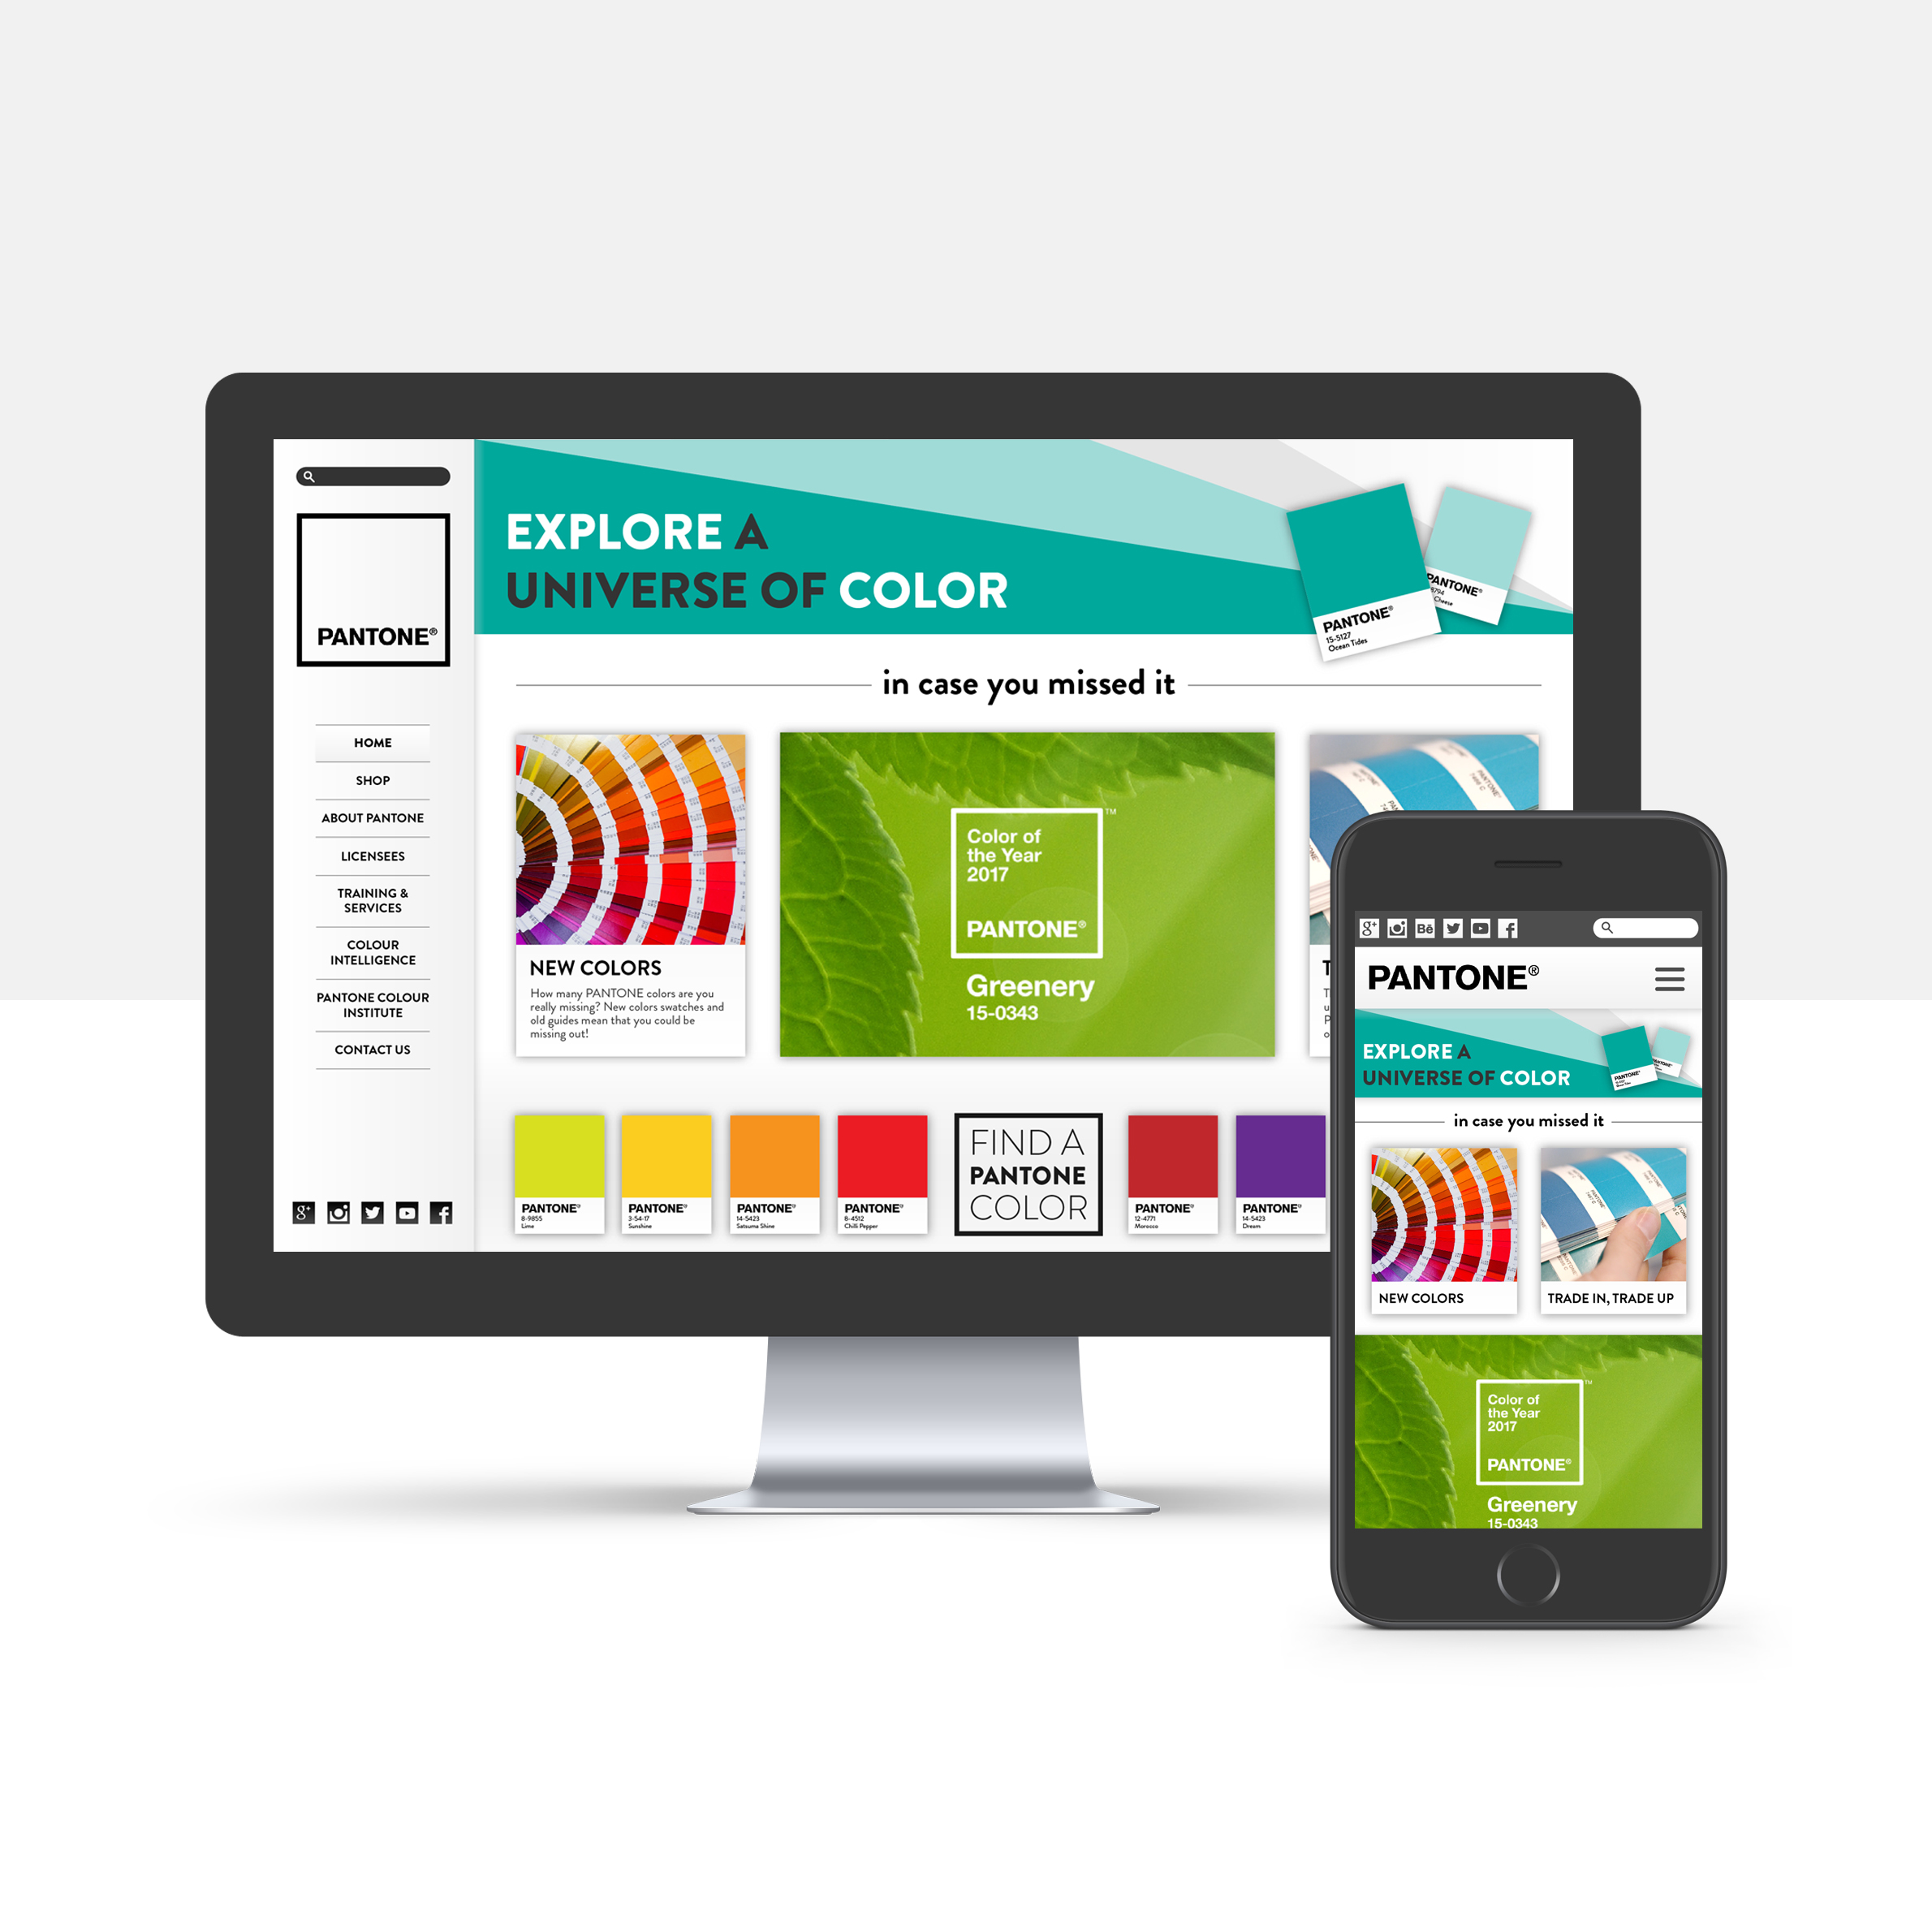 EXPLORE A
UNIVERSE OF COLOR
PANTONE®
15-5127
Ocean Tides
PANTONE®
Cheese
PANTONE®
HOME
SHOP
ABOUT PANTONE
LICENSEES
TRAINING &
SERVICES
COLOUR
INTELLIGENCE
PANTONE COLOUR
INSTITUTE
CONTACT US
in case you missed it
NEW COLORS
How many PANTONE colors are you
really missing? New colors swatches and
old guides mean that you could be
missing out!
Color of
the Year
2017
PANTONE®
TM
Greenery
15-0343
PANTONE®
8-9855
Lime
PANTONE®
3-54-17
Sunshine
PANTONE®
14-5423
Satsuma Shine
PANTONE®
8-4512
Chilli Pepper
FIND A
PANTONE
COLOR
PANTONE®
12-4771
Morocco
PANTONE®
14-5423
Dream
g+
Bē
PANTONE®
EXPLORE A
UNIVERSE OF COLOR
in case you missed it
NEW COLORS
TRADE IN, TRADE UP
Color of
the Year
2017
PANTONE®
TM
Greenery
15-0343